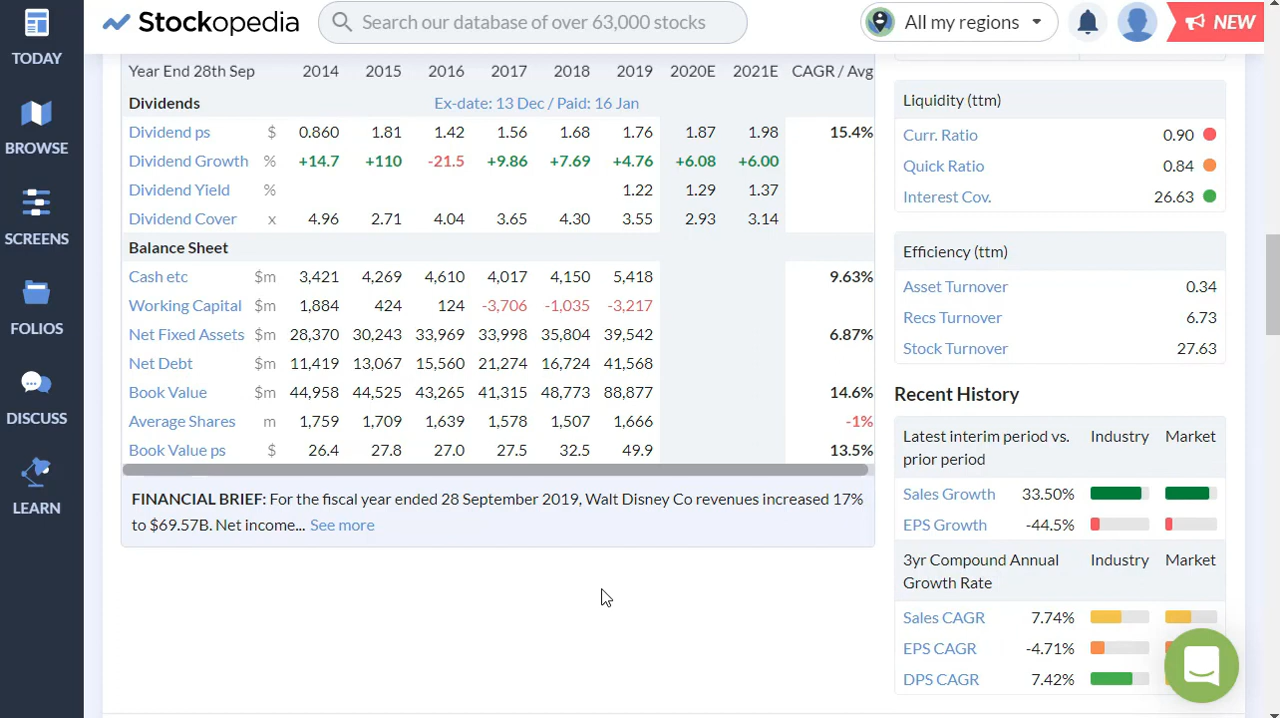 Stockopedia
Search our database of over 63,000 stocks
All my regions
NEW
TODAY
BROWSE
SCREENS
FOLIOS
DISCUSS
LEARN
Year End 28th Sep 2014 2015 2016 2017 2018 2019 2020E 2021E CAGR / Avg
Dividends Ex-date: 13 Dec / Paid: 16 Jan
Dividend ps $ 0.860 1.81 1.42 1.56 1.68 1.76 1.87 1.98 15.4%
Dividend Growth % +14.7 +110 -21.5 +9.86 +7.69 +4.76 +6.08 +6.00
Dividend Yield % 1.22 1.29 1.37
Dividend Cover x 4.96 2.71 4.04 3.65 4.30 3.55 2.93 3.14
Balance Sheet
Cash etc $m 3,421 4,269 4,610 4,017 4,150 5,418 9.63%
Working Capital $m 1,884 424 124 -3,706 -1,035 -3,217
Net Fixed Assets $m 28,370 30,243 33,969 33,998 35,804 39,542 6.87%
Net Debt $m 11,419 13,067 15,560 21,274 16,724 41,568
Book Value $m 44,958 44,525 43,265 41,315 48,773 88,877 14.6%
Average Shares m 1,759 1,709 1,639 1,578 1,507 1,666 -1%
Book Value ps $ 26.4 27.8 27.0 27.5 32.5 49.9 13.5%
FINANCIAL BRIEF: For the fiscal year ended 28 September 2019, Walt Disney Co revenues increased 17%
to $69.57B. Net income... See more
Liquidity (ttm)
Curr. Ratio 0.90
Quick Ratio 0.84
Interest Cov. 26.63
Efficiency (ttm)
Asset Turnover 0.34
Recs Turnover 6.73
Stock Turnover 27.63
Recent History
Latest interim period vs. Industry Market
prior period
Sales Growth 33.50%
EPS Growth -44.5%
3yr Compound Annual Industry Market
Growth Rate
Sales CAGR 7.74%
EPS CAGR -4.71%
DPS CAGR 7.42%